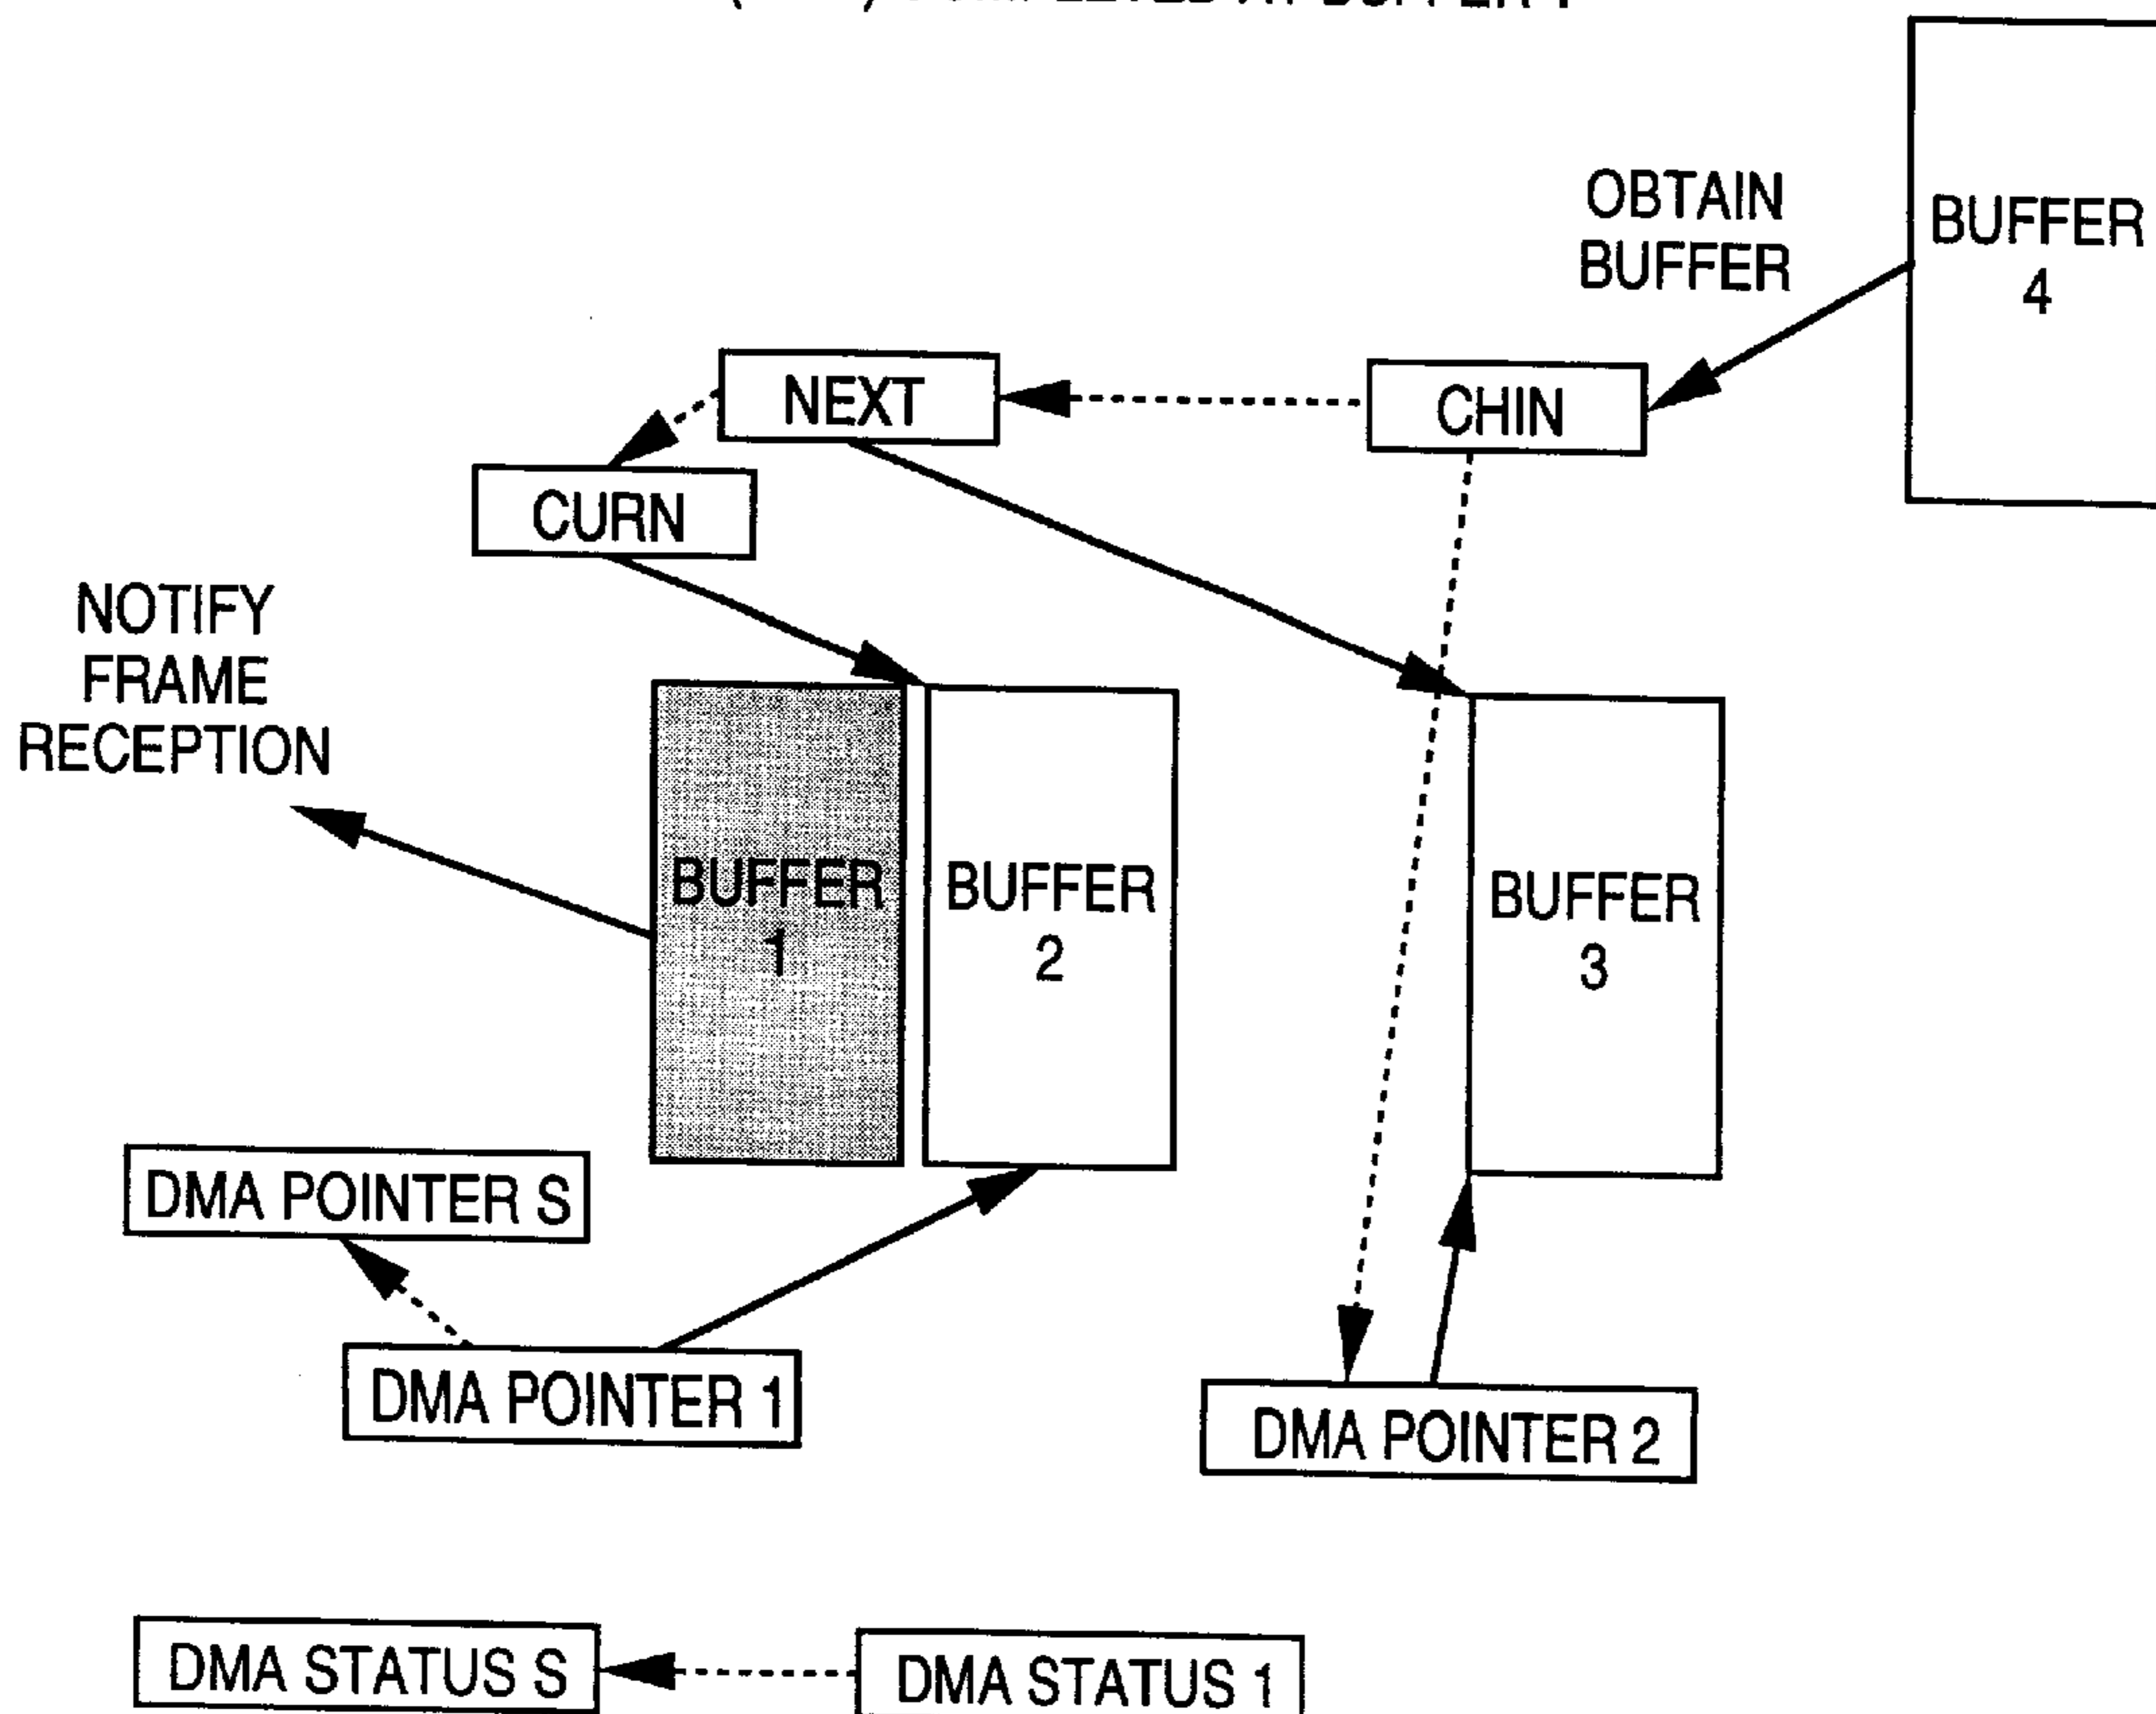 OBTAIN
BUFFER
BUFFER
4
NEXT
CHIN
CURN
NOTIFY
FRAME
RECEPTION
BUFFER
1
BUFFER
2
BUFFER
3
DMA POINTER S
DMA POINTER 1
DMA POINTER 2
DMA STATUS S
DMA STATUS 1